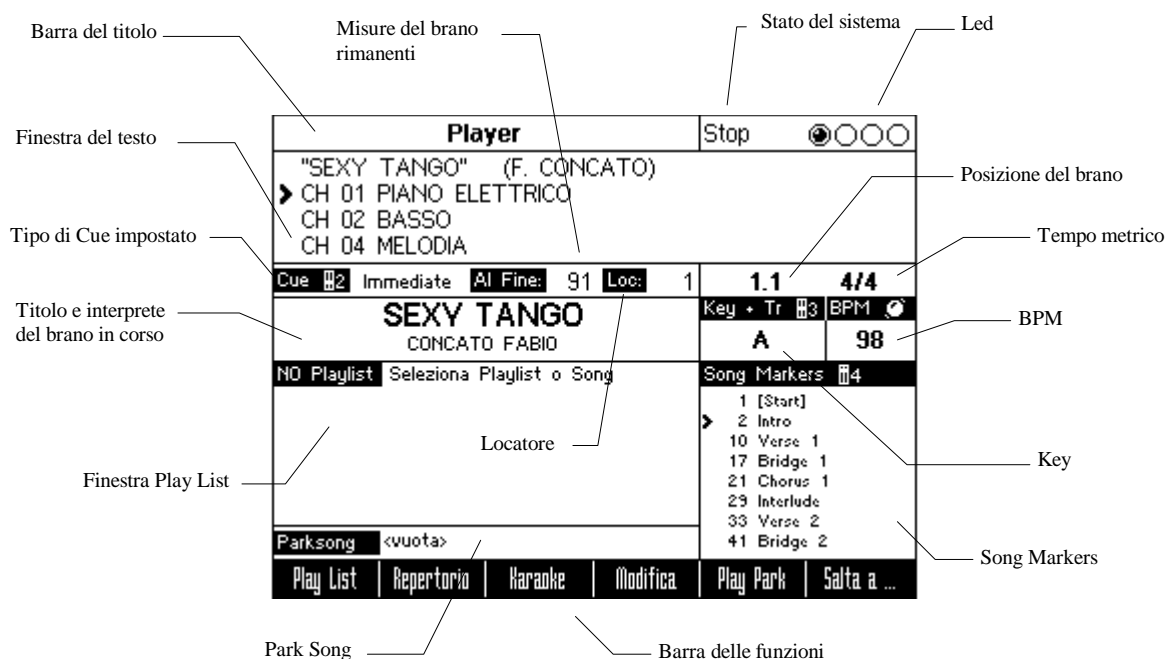 Stato del sistema
Led
Barra del titolo
Misure del brano
rimanenti
Player
Stop
Finestra del testo
"SEXY TANGO" (F. CONCATO)
CH 01 PIANO ELETTRICO
CH 02 BASSO
CH 04 MELODIA
Posizione del brano
Tipo di Cue impostato
Tempo metrico
Cue 2 Immediate Al Fine: 91 Loc: 1
1.1 4/4
Titolo e interprete
del brano in corso
SEXY TANGO
CONCATO FABIO
Key + Tr 3 BPM
A 98
BPM
NO Playlist Seleziona Playlist o Song
Song Markers 4
1 [Start]
2 Intro
10 Verse 1
17 Bridge 1
21 Chorus 1
29 Interlude
33 Verse 2
41 Bridge 2
Locatore
Key
Finestra Play List
Parksong <vuota>
Song Markers
Play List Repertorio Karaoke Modifica Play Park Salta a ...
Park Song
Barra delle funzioni